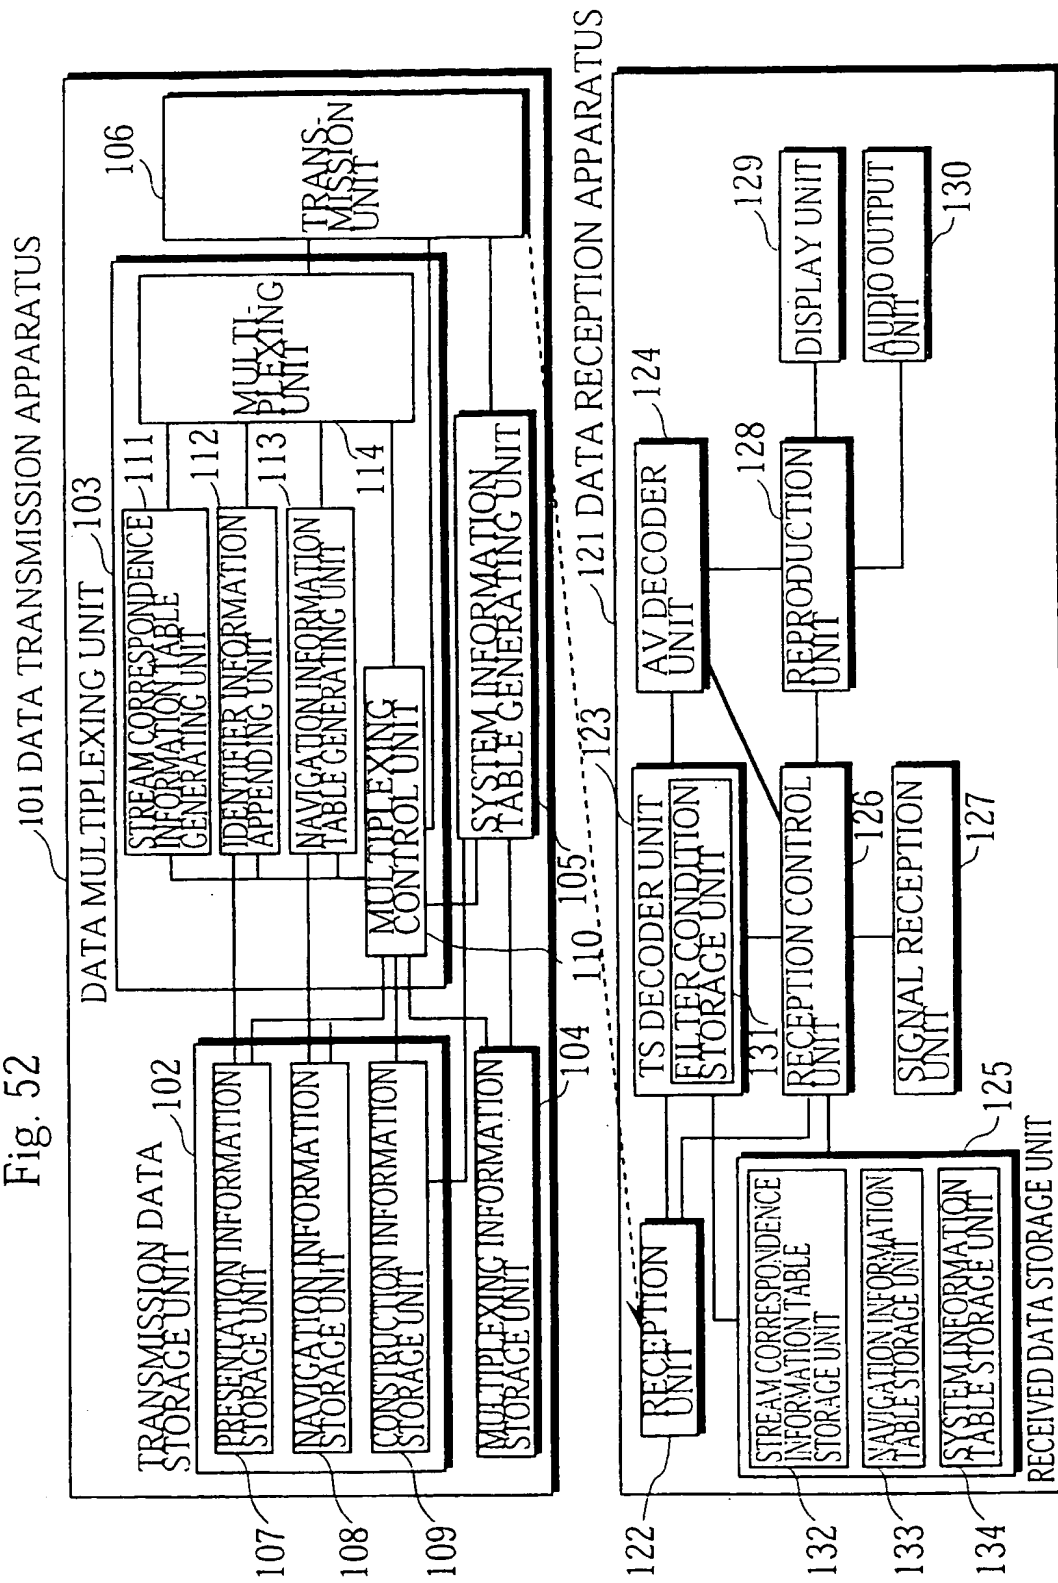 Fig. 52
101 DATA TRANSMISSION APPARATUS
TRANSMISSION DATA
STORAGE UNIT
102
PRESENTATION INFORMATION
STORAGE UNIT
107
NAVIGATION INFORMATION
STORAGE UNIT
108
CONSTRUCTION INFORMATION
STORAGE UNIT
109
MULTIPLEXING INFORMATION
STORAGE UNIT
104
DATA MULTIPLEXING UNIT
103
STREAM CORRESPONDENCE
INFORMATION TABLE
GENERATING UNIT
111
IDENTIFIER INFORMATION
APPENDING UNIT
112
NAVIGATION INFORMATION
TABLE GENERATING UNIT
113
MULTIPLEXING
CONTROL UNIT
110
MULTI-
PLEXING
UNIT
114
SYSTEM INFORMATION
TABLE GENERATING UNIT
105
TRANS-
MISSION
UNIT
106
121 DATA RECEPTION APPARATUS
RECEPTION
UNIT
122
TS DECODER UNIT
123
FILTER CONDITION
STORAGE UNIT
131
AV DECODER
UNIT
124
STREAM CORRESPONDENCE
INFORMATION TABLE
STORAGE UNIT
132
NAVIGATION INFORMATION
TABLE STORAGE UNIT
133
SYSTEM INFORMATION
TABLE STORAGE UNIT
134
125
RECEIVED DATA STORAGE UNIT
RECEPTION CONTROL
UNIT
126
SIGNAL RECEPTION
UNIT
127
REPRODUCTION
UNIT
128
DISPLAY UNIT
129
AUDIO OUTPUT
UNIT
130